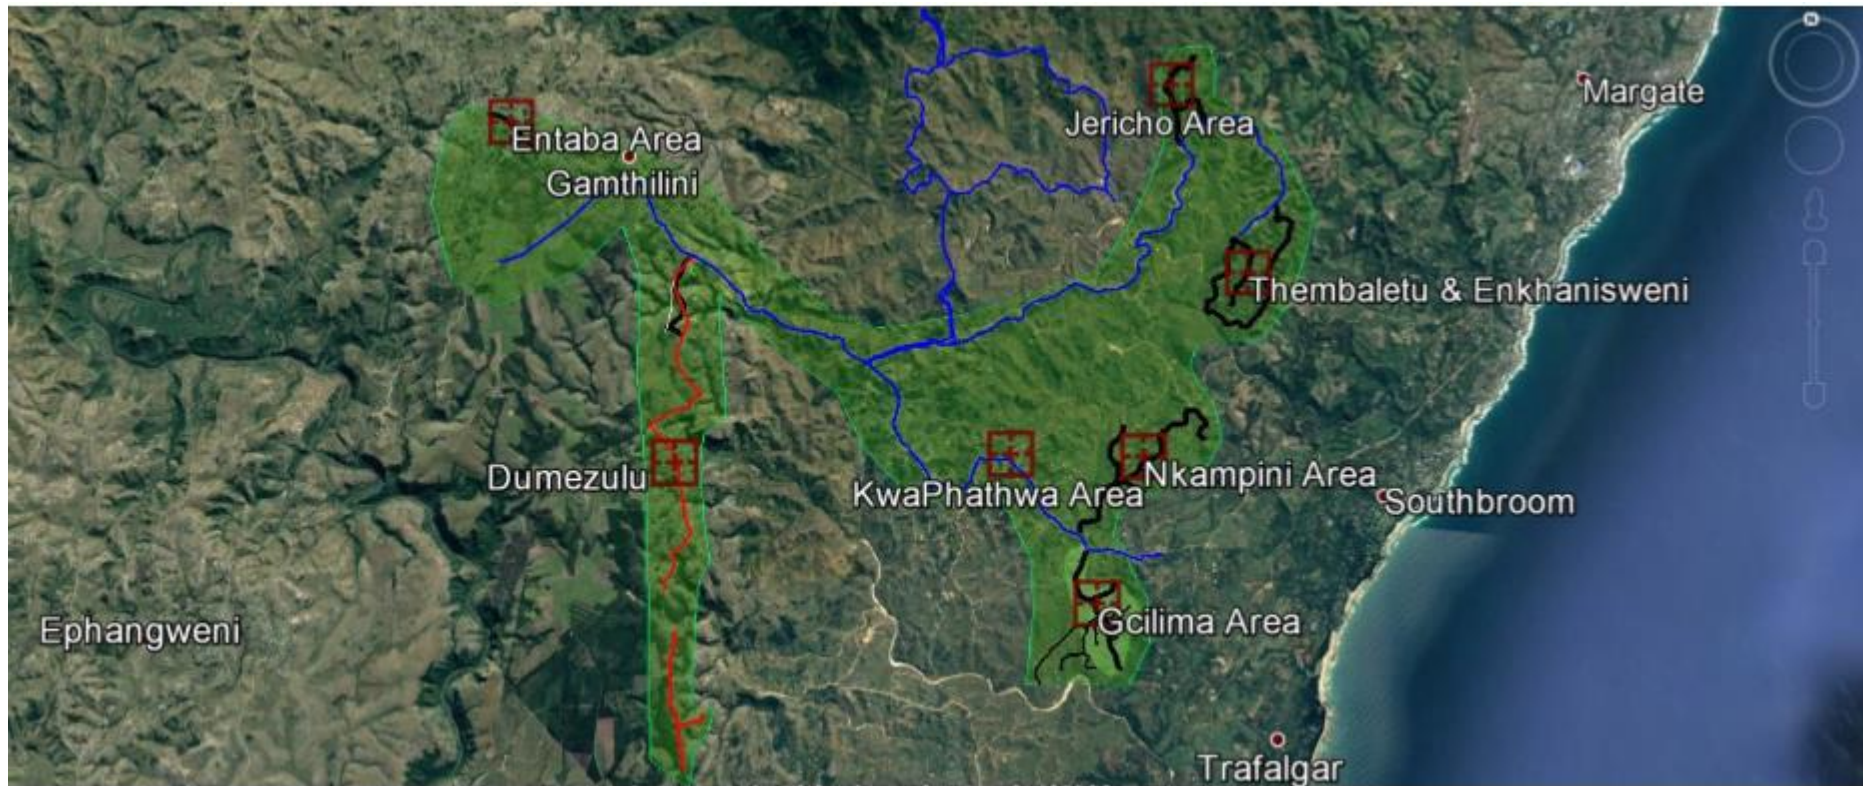 Margate
Jericho Area
Entaba Area
Gamthilini
Thembaletu & Enkhanisweni
Dumezulu
KwaPhathwa Area
Nkampini Area
Southbroom
Ephangweni
Gcilima Area
Trafalgar
N